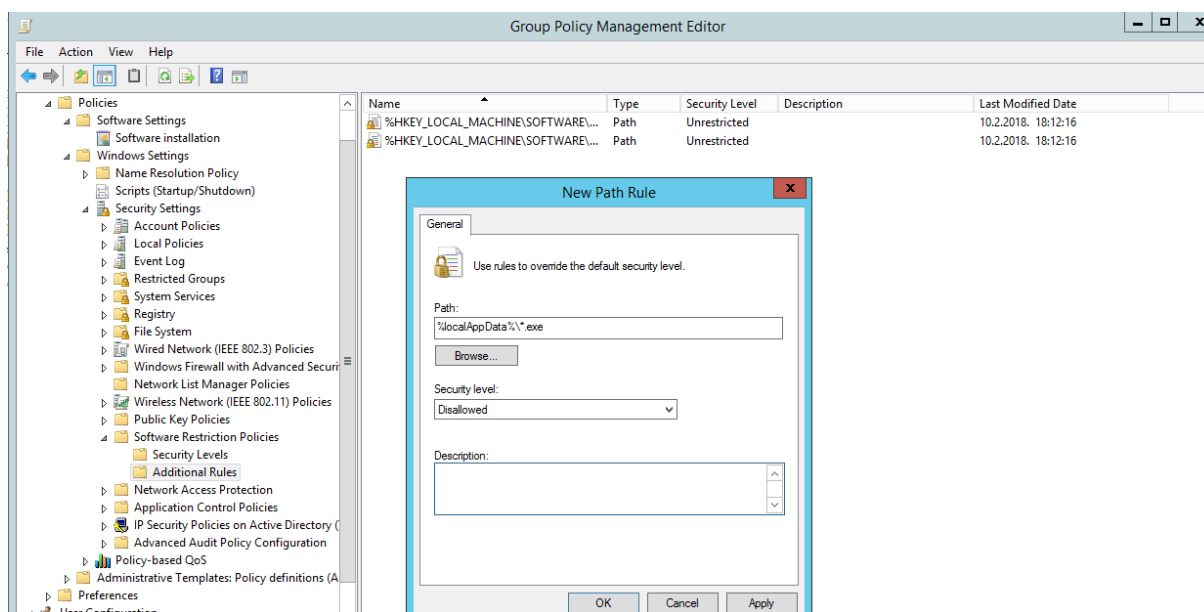 Group Policy Management Editor
File Action View Help
Policies
Software Settings
Software installation
Windows Settings
Name Resolution Policy
Scripts (Startup/Shutdown)
Security Settings
Account Policies
Local Policies
Event Log
Restricted Groups
System Services
Registry
File System
Wired Network (IEEE 802.3) Policies
Windows Firewall with Advanced Securi
Network List Manager Policies
Wireless Network (IEEE 802.11) Policies
Public Key Policies
Software Restriction Policies
Security Levels
Additional Rules
Network Access Protection
Application Control Policies
IP Security Policies on Active Directory (
Advanced Audit Policy Configuration
Policy-based QoS
Administrative Templates: Policy definitions (A
Preferences
User Configuration
Name Type Security Level Description Last Modified Date
%HKEY_LOCAL_MACHINE\SOFTWARE\... Path Unrestricted 10.2.2018. 18:12:16
%HKEY_LOCAL_MACHINE\SOFTWARE\... Path Unrestricted 10.2.2018. 18:12:16
New Path Rule
General
Use rules to override the default security level.
Path:
%localAppData%\*.exe
Browse...
Security level:
Disallowed
Description:
OK Cancel Apply